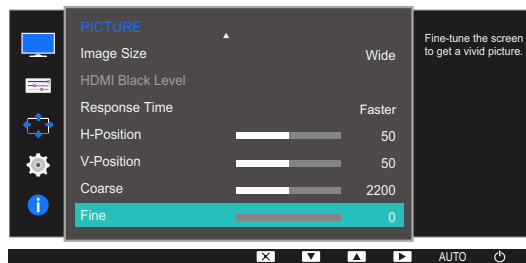 PICTURE
Image Size Wide
HDMI Black Level
Response Time Faster
H-Position 50
V-Position 50
Coarse 2200
Fine 0
Fine-tune the screen
to get a vivid picture.
AUTO